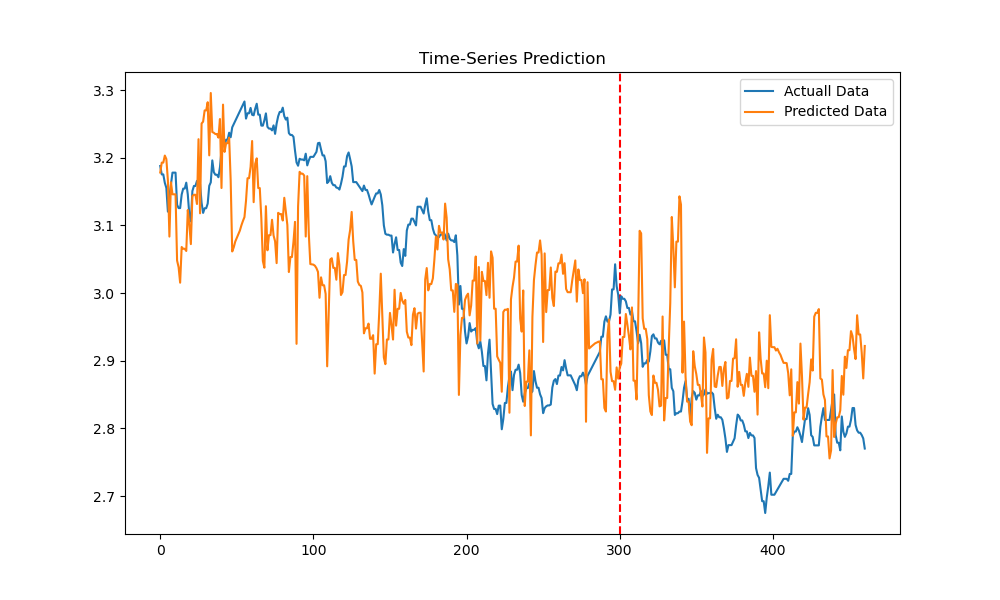 Time-Series Prediction
Actuall Data
Predicted Data
3.3
3.2
3.1
3.0
2.9
2.8
2.7
0 100 200 300 400